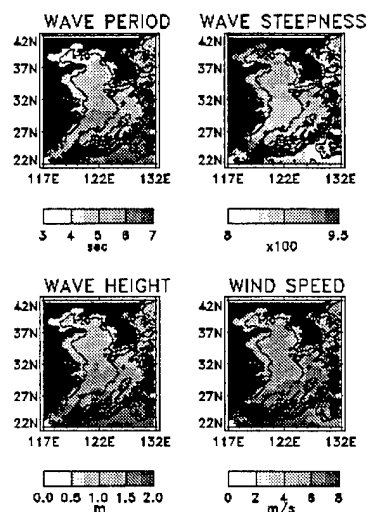 WAVE PERIOD
42N
37N
32N
27N
22N
117E 122E 132E
3 4 5 6 7
sec
WAVE STEEPNESS
42N
37N
32N
27N
22N
117E 122E 132E
8 9.5
x100
WAVE HEIGHT
42N
37N
32N
27N
22N
117E 122E 132E
0.0 0.5 1.0 1.5 2.0
m
WIND SPEED
42N
37N
32N
27N
22N
117E 122E 132E
0 2 4 6 8
m/s